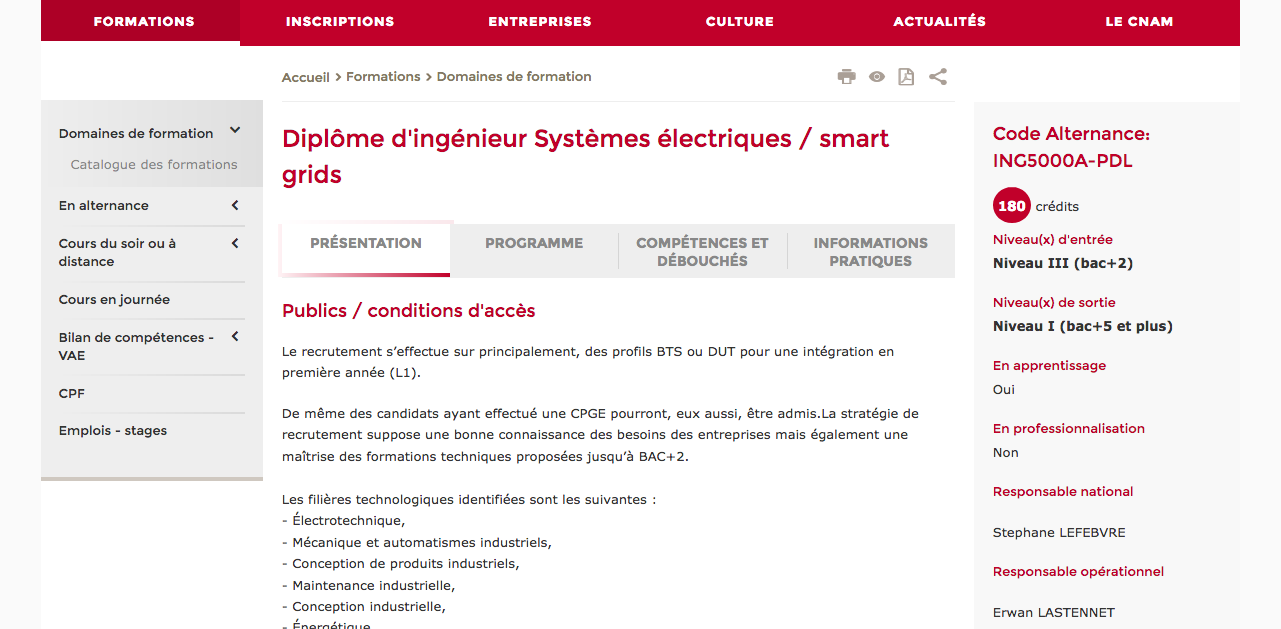 FORMATIONS
INSCRIPTIONS
ENTREPRISES
CULTURE
ACTUALITÉS
LE CNAM
Accueil > Formations > Domaines de formation
Domaines de formation
Catalogue des formations
En alternance
Cours du soir ou à
distance
Cours en journée
Bilan de compétences -
VAE
CPF
Emplois - stages
Diplôme d'ingénieur Systèmes électriques / smart
grids
PRÉSENTATION
PROGRAMME
COMPÉTENCES ET
DÉBOUCHÉS
INFORMATIONS
PRATIQUES
Publics / conditions d'accès
Le recrutement s’effectue sur principalement, des profils BTS ou DUT pour une intégration en
première année (L1).
De même des candidats ayant effectué une CPGE pourront, eux aussi, être admis.La stratégie de
recrutement suppose une bonne connaissance des besoins des entreprises mais également une
maîtrise des formations techniques proposées jusqu’à BAC+2.
Les filières technologiques identifiées sont les suivantes :
- Électrotechnique,
- Mécanique et automatismes industriels,
- Conception de produits industriels,
- Maintenance industrielle,
- Conception industrielle,
- Énergétique
Code Alternance:
ING5000A-PDL
180 crédits
Niveau(x) d'entrée
Niveau III (bac+2)
Niveau(x) de sortie
Niveau I (bac+5 et plus)
En apprentissage
Oui
En professionnalisation
Non
Responsable national
Stephane LEFEBVRE
Responsable opérationnel
Erwan LASTENNET